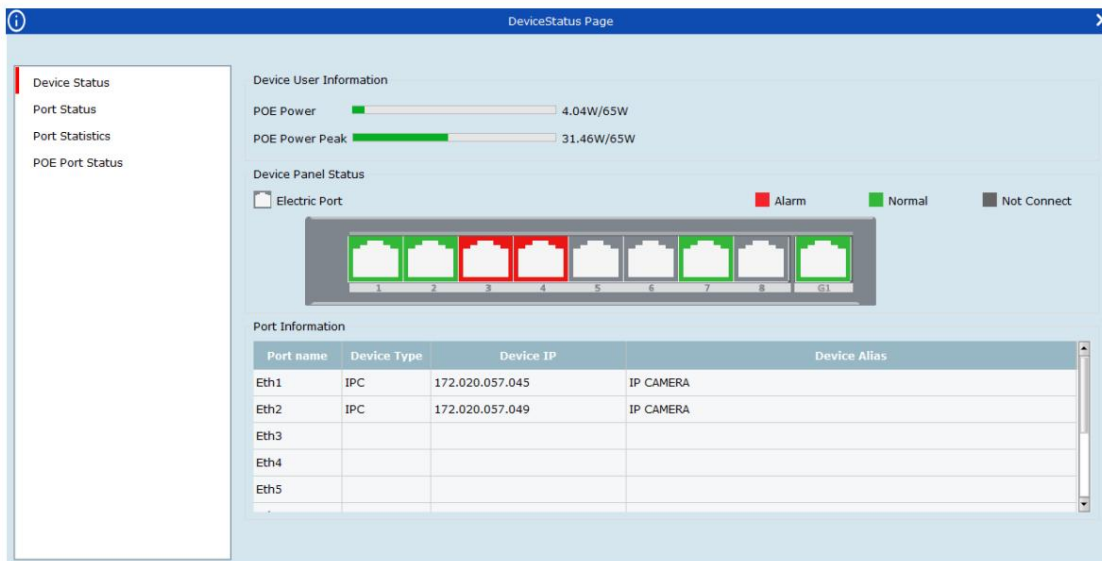 DeviceStatus Page
Device Status
Port Status
Port Statistics
POE Port Status
Device User Information
POE Power 4.04W/65W
POE Power Peak 31.46W/65W
Device Panel Status
Electric Port Alarm Normal Not Connect
1 2 3 4 5 6 7 8 G1
Port Information
Port name Device Type Device IP Device Alias
Eth1 IPC 172.020.057.045 IP CAMERA
Eth2 IPC 172.020.057.049 IP CAMERA
Eth3
Eth4
Eth5